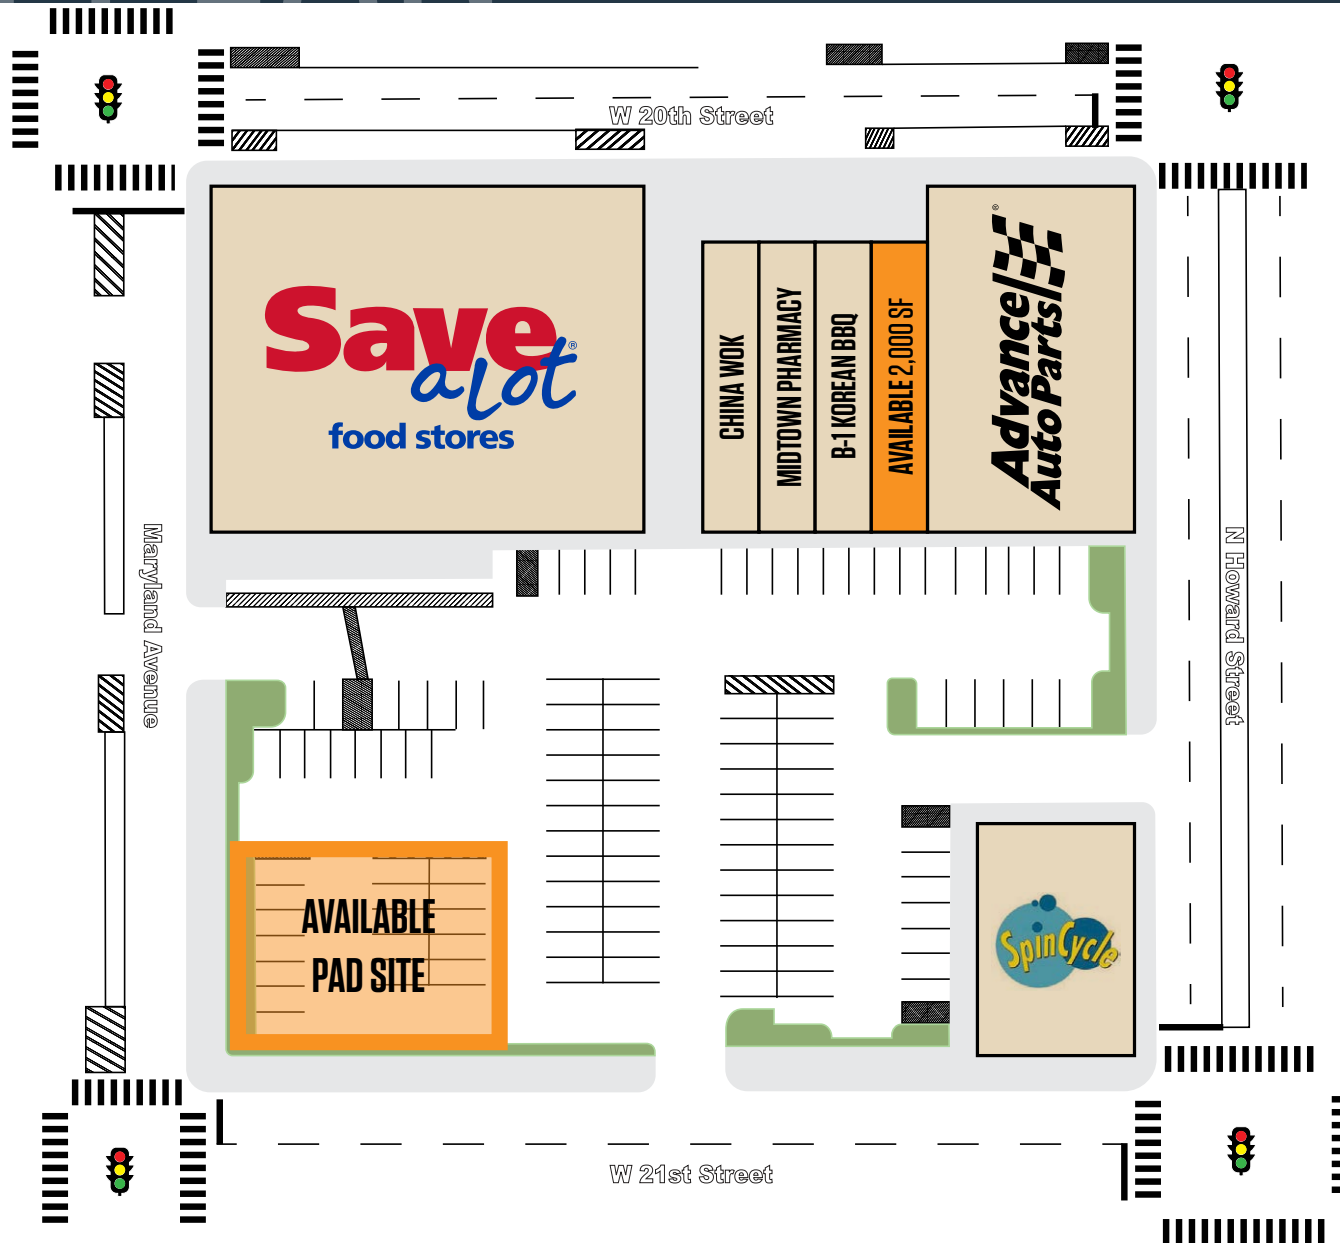 W 20th Street
Save
a lot
®
food stores
CHINA WOK
MIDTOWN PHARMACY
B-1 KOREAN BBQ
AVAILABLE 2,000 SF
Advance
Auto Parts
®
Maryland Avenue
N Howard Street
AVAILABLE
PAD SITE
SpinCycle
W 21st Street